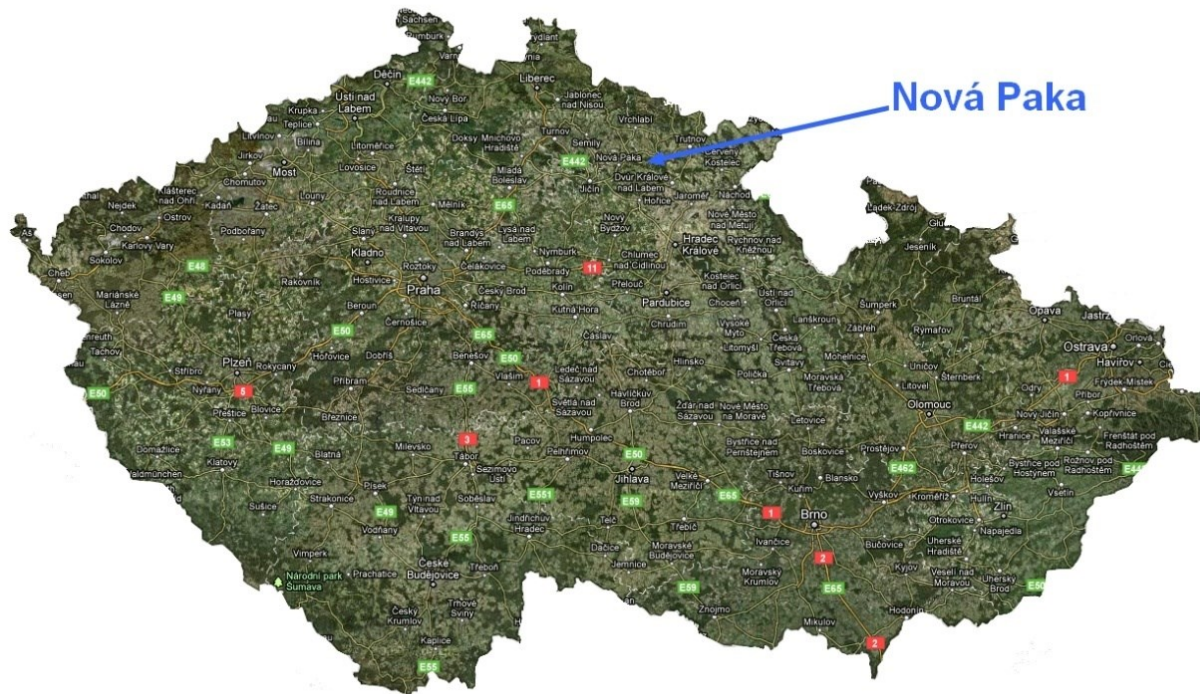 Nová Paka
Rumburk
E442
Děčín
Liberec
Ústí nad
Labem
Nový Bor
Jablonec
nad Nisou
Krupka
Teplice
Česká Lípa
Vrchlabí
Litvínov
Bílina
Litoměřice
Doksy
Mnichovo
Hradiště
Turnov
Semily
Trutnov
Červený
Kostelec
Jirkov
Most
Lovosice
Štětí
E442
Nová Paka
Chomutov
Mladá
Boleslav
Jičín
Dvůr Králové
nad Labem
Klášterec
nad Ohří
Kadaň
Žatec
Louny
Roudnice
nad Labem
Mělník
E65
Hořice
Jaroměř
Náchod
Ládek-Zdrój
Nejdek
Ostrov
Chodov
Karlovy Vary
Podbořany
Slaný
Kralupy
nad Vltavou
Brandýs
nad Labem
Lysá nad
Labem
Nový
Bydžov
Nové Město
nad Metují
Aš
Sokolov
Kladno
Nymburk
Hradec
Králové
Rychnov nad
Kněžnou
Jeseník
Cheb
E48
Roztoky
Čelákovice
Poděbrady
11
Chlumec
nad Cidlinou
Hostivice
Praha
Přelouč
Kostelec
nad Orlicí
Mariánské
Lázně
E49
Rakovník
Český Brod
Kolín
Pardubice
Choceň
Ústí nad
Orlicí
Šumperk
Bruntál
Plasy
Beroun
Říčany
Kutná Hora
Chrudim
Vysoké
Mýto
Lanškroun
Opava
Černošice
E50
E65
Čáslav
Litomyšl
Česká
Třebová
Zábřeh
Rýmařov
Tachov
Plzeň
Rokycany
Hořovice
Dobříš
Benešov
E50
Hlinsko
Svitavy
Mohelnice
Uničov
Ostrava
Orlová
Havířov
Stříbro
Vlašim
Ledeč nad
Sázavou
Chotěboř
Polička
Moravská
Třebová
Litovel
Šternberk
1
Odry
Frýdek-Místek
E50
Nýřany
5
Příbram
Sedlčany
E55
1
Světlá nad
Sázavou
Havlíčkův
Brod
Žďár nad
Sázavou
Nové Město
na Moravě
Letovice
Olomouc
Příbor
Přeštice
Blovice
Březnice
Nový Jičín
Kopřivnice
E442
Hranice
Valašské
Meziříčí
Frenštát pod
Radhoštěm
Domažlice
E53
Klatovy
E49
Blatná
Milevsko
3
Tábor
Pacov
Humpolec
Pelhřimov
E50
Bystřice nad
Pernštejnem
Boskovice
Prostějov
Přerov
Horažďovice
Sezimovo
Ústí
Jihlava
Velké
Meziříčí
Tišnov
Blansko
E462
Bystřice pod
Hostýnem
Rožnov pod
Radhoštěm
Sušice
Strakonice
Písek
Týn nad
Vltavou
Soběslav
E551
E59
E65
Kuřim
Vyškov
Kroměříž
Holešov
Hulín
Vsetín
Zlín
E49
Vodňany
Jindřichův
Hradec
Telč
Třebíč
1
Brno
Otrokovice
Napajedla
E55
Ivančice
Bučovice
Uherské
Hradiště
Vimperk
Dačice
Moravské
Budějovice
2
Národní park
Šumava
Prachatice
České
Budějovice
Třeboň
Jemnice
Moravský
Krumlov
Kyjov
Veselí nad
Moravou
Uherský
Brod
E50
E59
E65
Český
Krumlov
Trhové
Sviny
Znojmo
Mikulov
Hodonín
Kaplice
2
E55